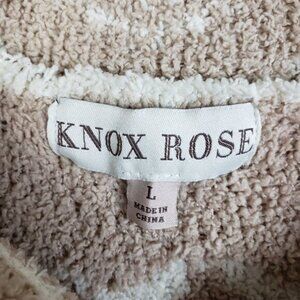 KNOX ROSE
L
MADE IN
CHINA